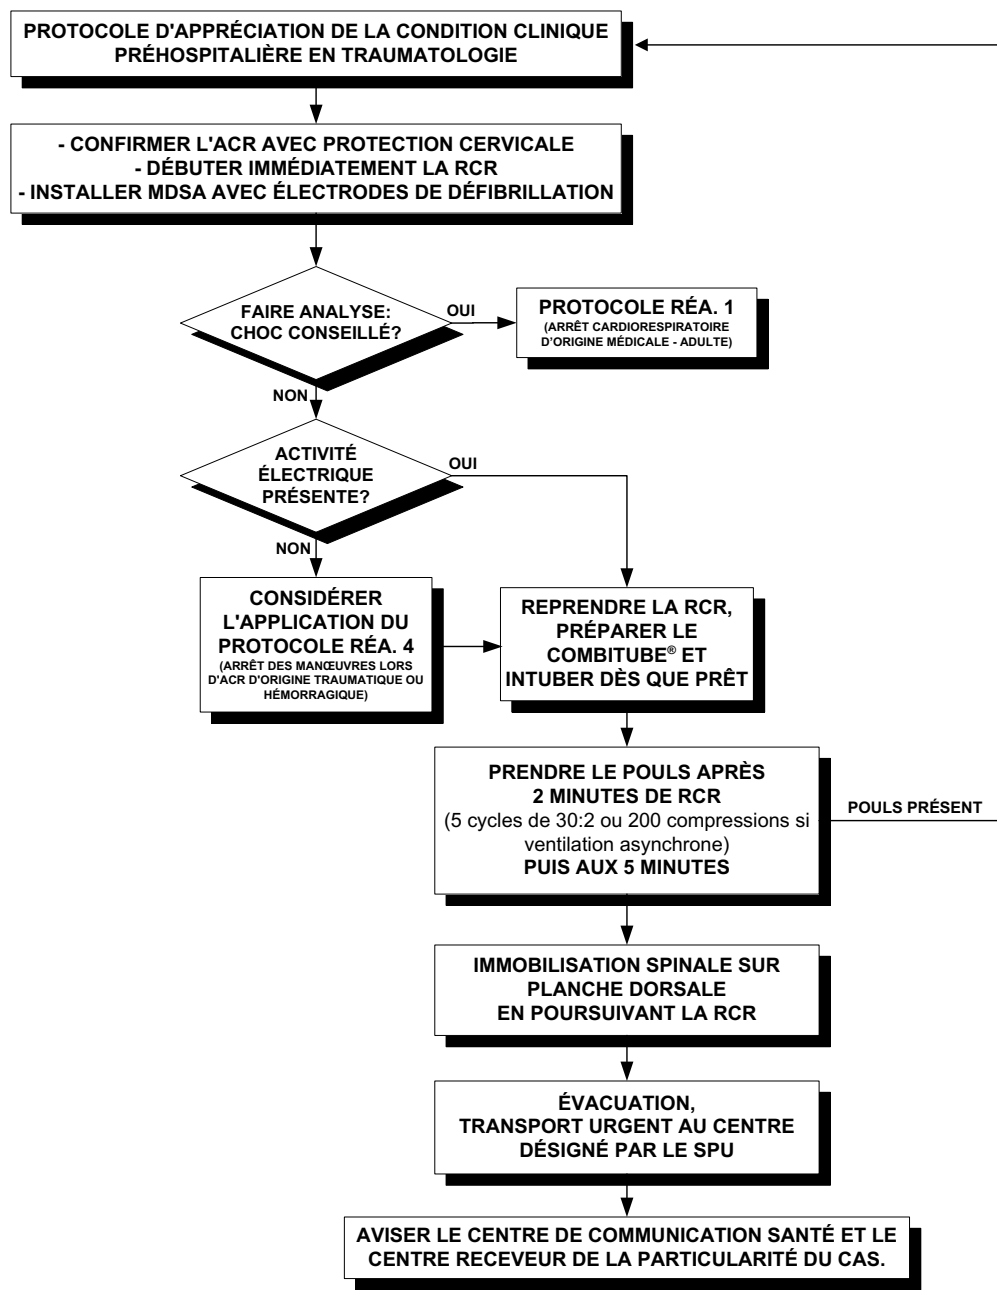 PROTOCOLE D'APPRÉCIATION DE LA CONDITION CLINIQUE
PRÉHOSPITALIÈRE EN TRAUMATOLOGIE
- CONFIRMER L'ACR AVEC PROTECTION CERVICALE
- DÉBUTER IMMÉDIATEMENT LA RCR
- INSTALLER MDSA AVEC ÉLECTRODES DE DÉFIBRILLATION
FAIRE ANALYSE:
CHOC CONSEILLÉ?
OUI
PROTOCOLE RÉA. 1
(ARRÊT CARDIORESPIRATOIRE
D'ORIGINE MÉDICALE - ADULTE)
NON
ACTIVITÉ
ÉLECTRIQUE
PRÉSENTE?
OUI
NON
CONSIDÉRER
L'APPLICATION DU
PROTOCOLE RÉA. 4
(ARRÊT DES MANŒUVRES LORS
D'ACR D'ORIGINE TRAUMATIQUE OU
HÉMORRAGIQUE)
REPRENDRE LA RCR,
PRÉPARER LE
COMBITUBE® ET
INTUBER DÈS QUE PRÊT
PRENDRE LE POULS APRÈS
2 MINUTES DE RCR
(5 cycles de 30:2 ou 200 compressions si
ventilation asynchrone)
PUIS AUX 5 MINUTES
POULS PRÉSENT
IMMOBILISATION SPINALE SUR
PLANCHE DORSALE
EN POURSUIVANT LA RCR
ÉVACUATION,
TRANSPORT URGENT AU CENTRE
DÉSIGNÉ PAR LE SPU
AVISER LE CENTRE DE COMMUNICATION SANTÉ ET LE
CENTRE RECEVEUR DE LA PARTICULARITÉ DU CAS.